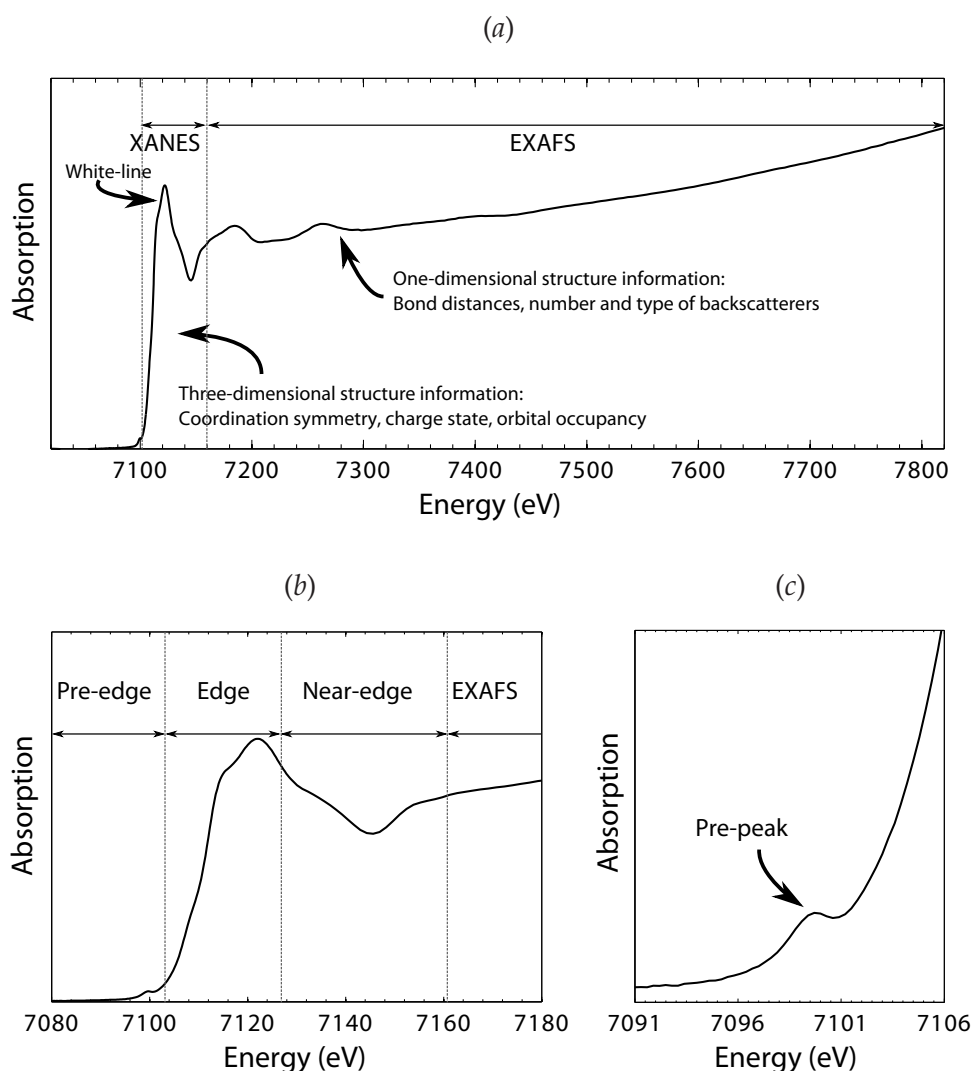 (a)
XANES
EXAFS
White-line
One-dimensional structure information:
Bond distances, number and type of backscatterers
Three-dimensional structure information:
Coordination symmetry, charge state, orbital occupancy
Absorption
7100 7200 7300 7400 7500 7600 7700 7800
Energy (eV)
(b)
Pre-edge Edge Near-edge EXAFS
Absorption
7080 7100 7120 7140 7160 7180
Energy (eV)
(c)
Pre-peak
Absorption
7091 7096 7101 7106
Energy (eV)